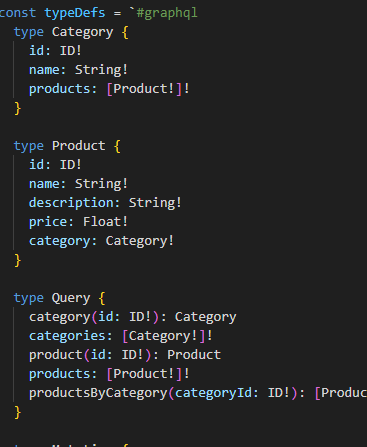 const typeDefs = `#graphql
  type Category {
    id: ID!
    name: String!
    products: [Product!]!
  }

  type Product {
    id: ID!
    name: String!
    description: String!
    price: Float!
    category: Category!
  }

  type Query {
    category(id: ID!): Category
    categories: [Category!]!
    product(id: ID!): Product
    products: [Product!]!
    productsByCategory(categoryId: ID!): [Produc
  }